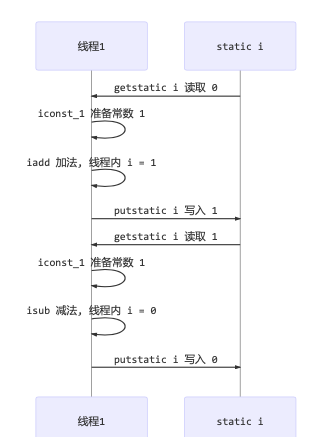 线程1
static i
getstatic i 读取 0
iconst_1 准备常数 1
iadd 加法, 线程内 i = 1
putstatic i 写入 1
getstatic i 读取 1
iconst_1 准备常数 1
isub 减法, 线程内 i = 0
putstatic i 写入 0
线程1
static i